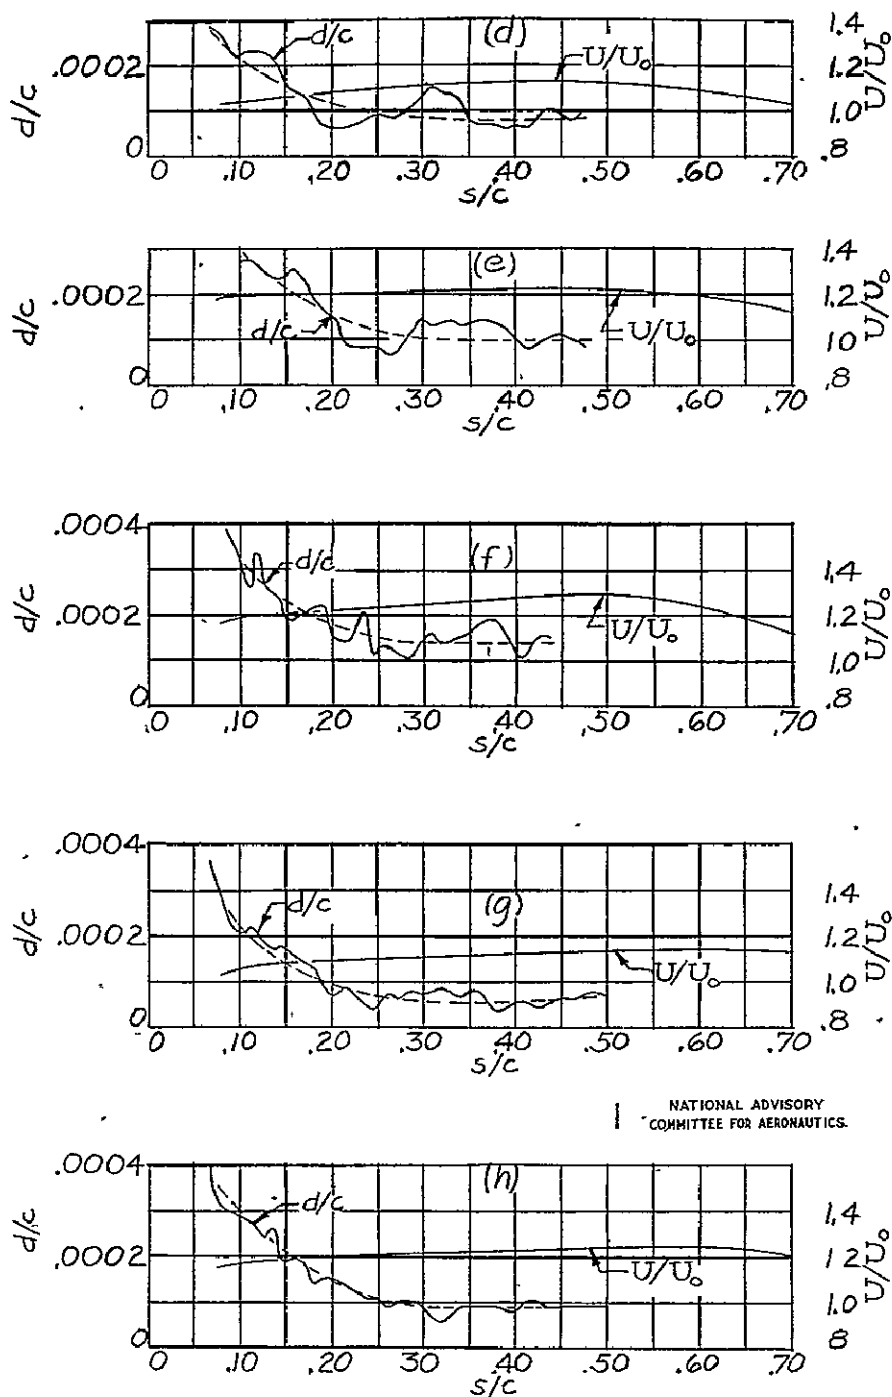 (d)
d/c
U/U₀
1.4
.0002
1.2
1.0
0
.8
d/c
U/U₀
0 .10 .20 .30 .40 .50 .60 .70
s/c
(e)
1.4
.0002
1.2
d/c
U/U₀
1.0
0
.8
d/c
U/U₀
0 .10 .20 .30 .40 .50 .60 .70
s/c
.0004
(f)
d/c
1.4
.0002
1.2
U/U₀
1.0
0
.8
d/c
U/U₀
.0 .10 .20 .30 .40 .50 .60 .70
s/c
.0004
(g)
d/c
1.4
.0002
1.2
U/U₀
1.0
0
.8
d/c
U/U₀
0 .10 .20 .30 .40 .50 .60 .70
s/c
NATIONAL ADVISORY
COMMITTEE FOR AERONAUTICS.
.0004
(h)
d/c
1.4
.0002
1.2
U/U₀
1.0
0
8
d/c
U/U₀
0 .10 .20 .30 .40 .50 .60 .70
s/c